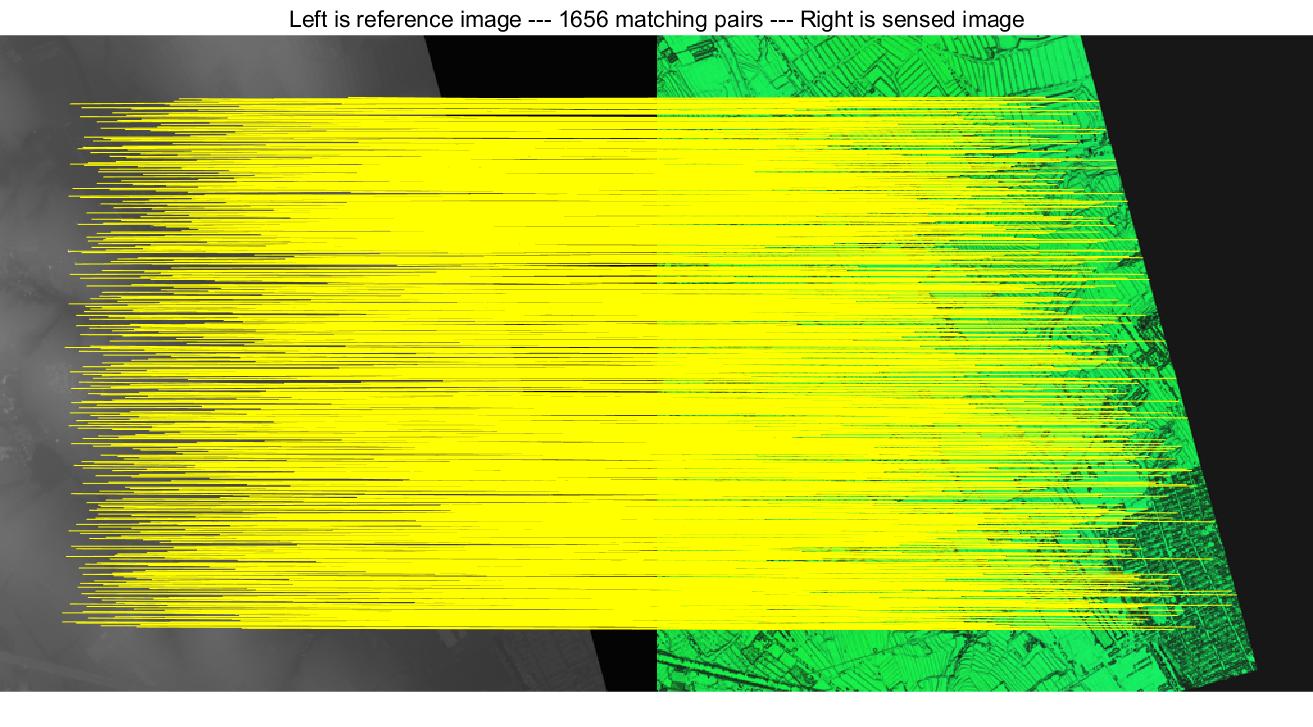 Left is reference image --- 1656 matching pairs --- Right is sensed image